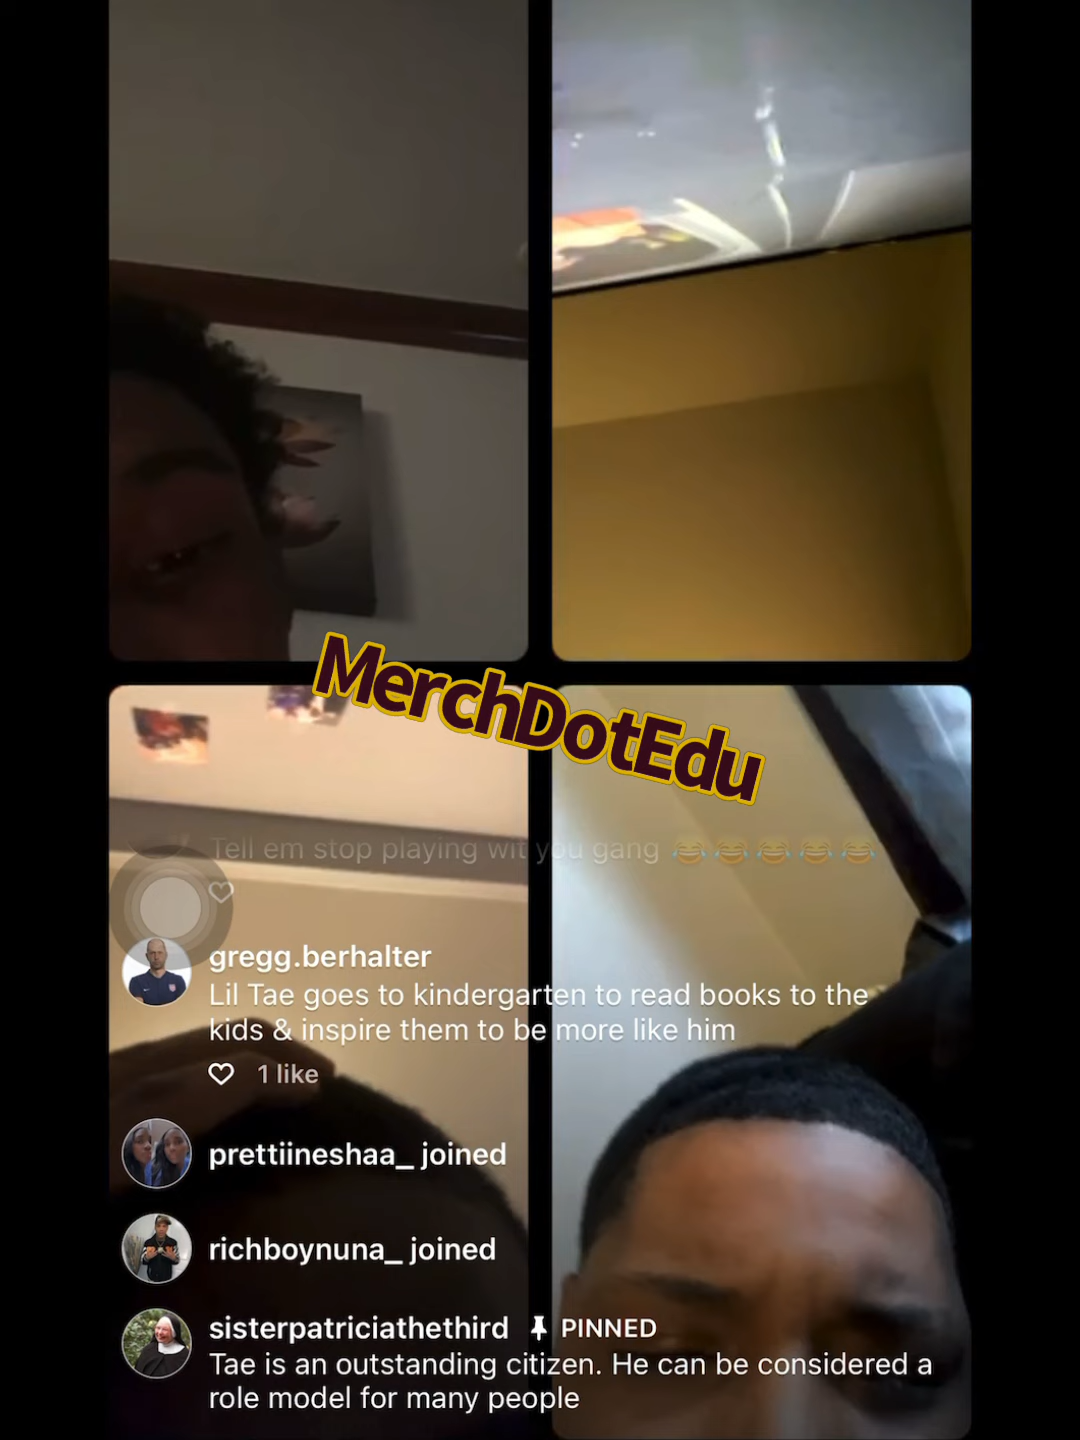 MerchDotEdu
Tell em stop playing wit you gang 😂😂😂😂😂
gregg.berhalter
Lil Tae goes to kindergarten to read books to the
kids & inspire them to be more like him
1 like
prettiineshaa_ joined
richboynuna_ joined
sisterpatriciathethird PINNED
Tae is an outstanding citizen. He can be considered a
role model for many people